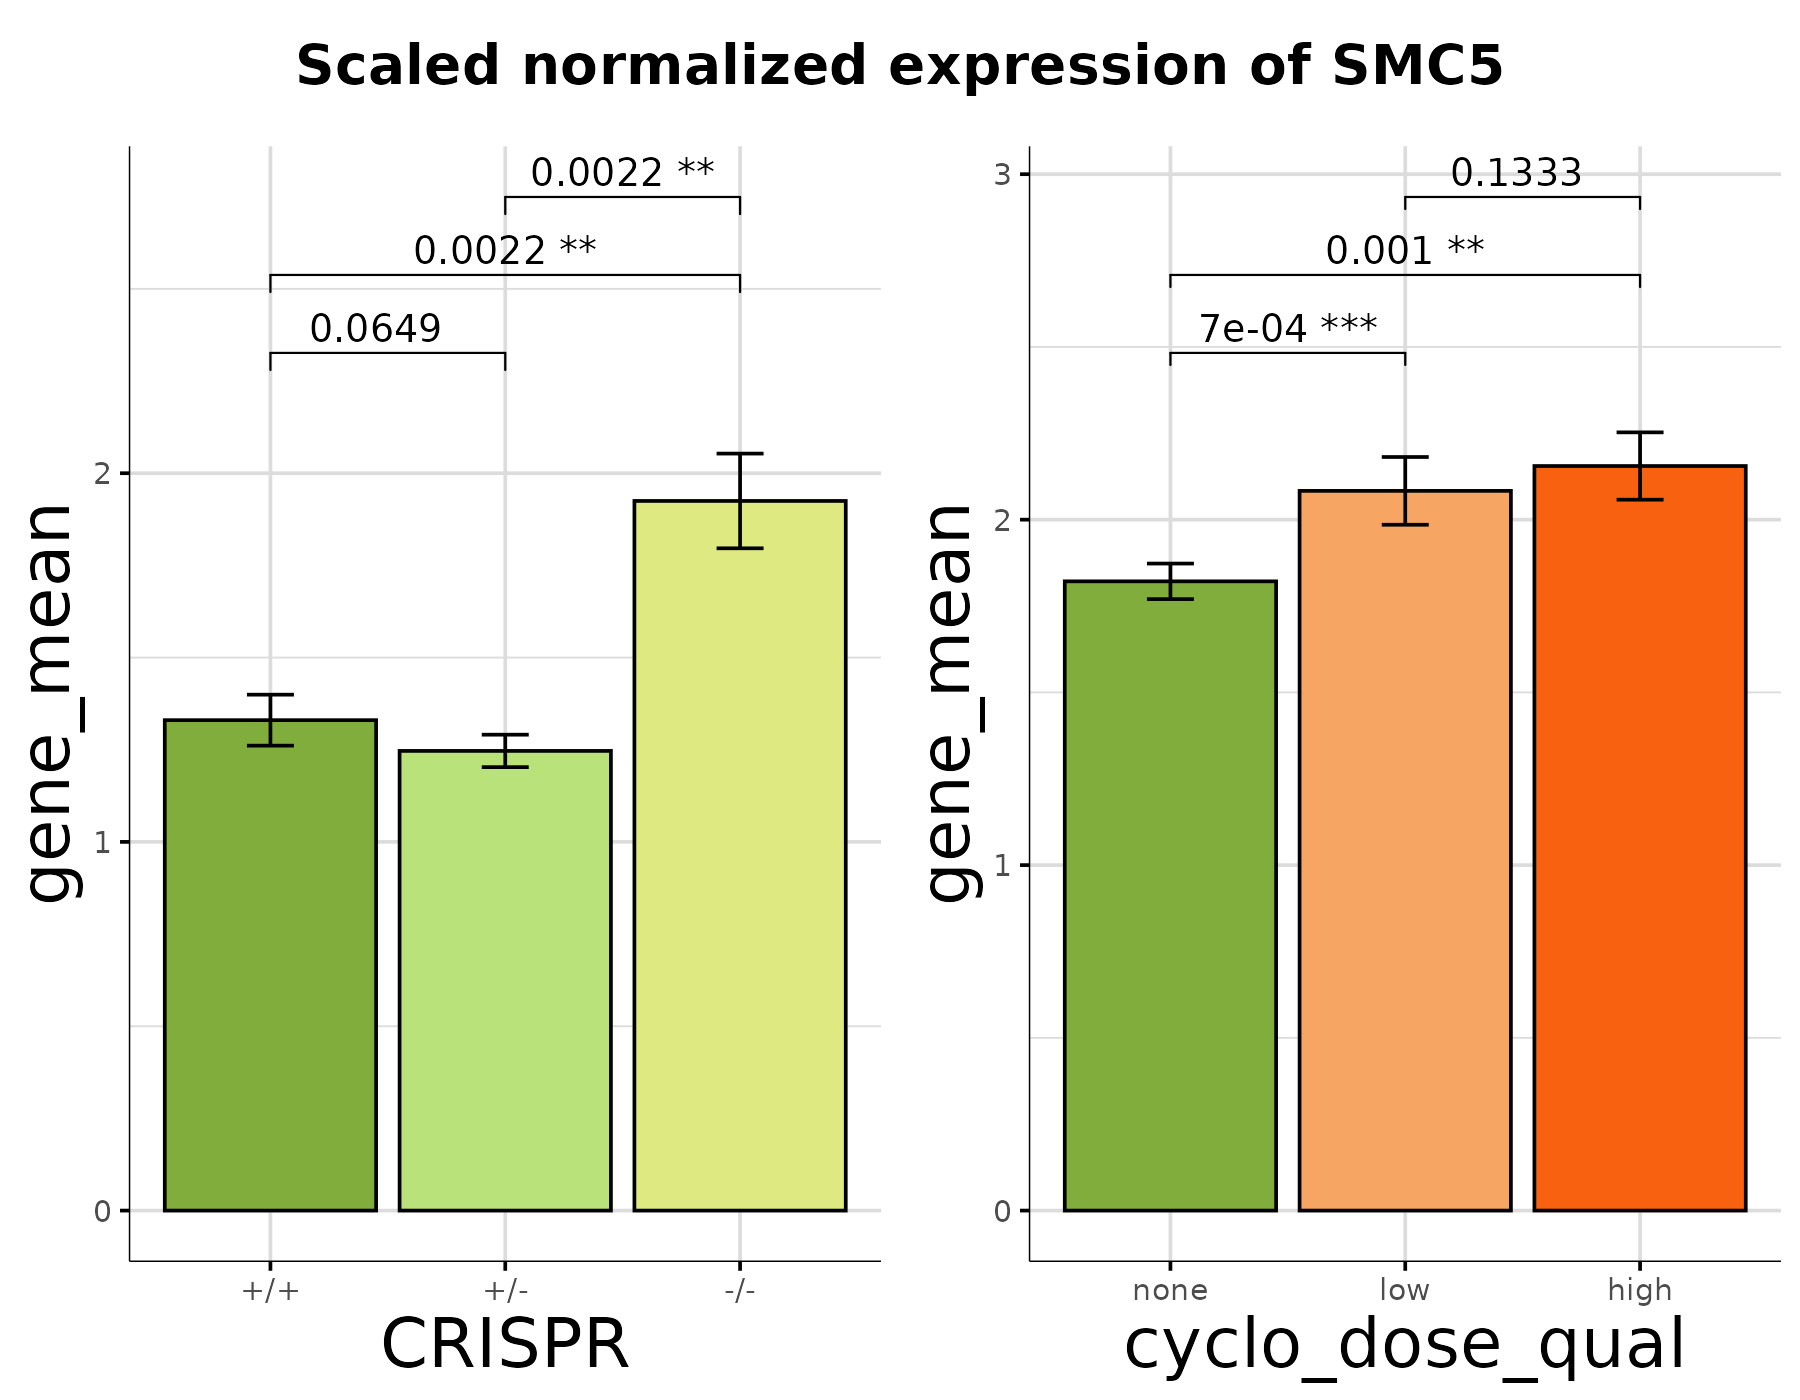 Scaled normalized expression of SMC5
0.0022 **
0.0022 **
0.0649
2
1
0
gene_mean
+/+ +/- -/-
CRISPR
0.1333
0.001 **
7e-04 ***
3
2
1
0
gene_mean
none low high
cyclo_dose_qual